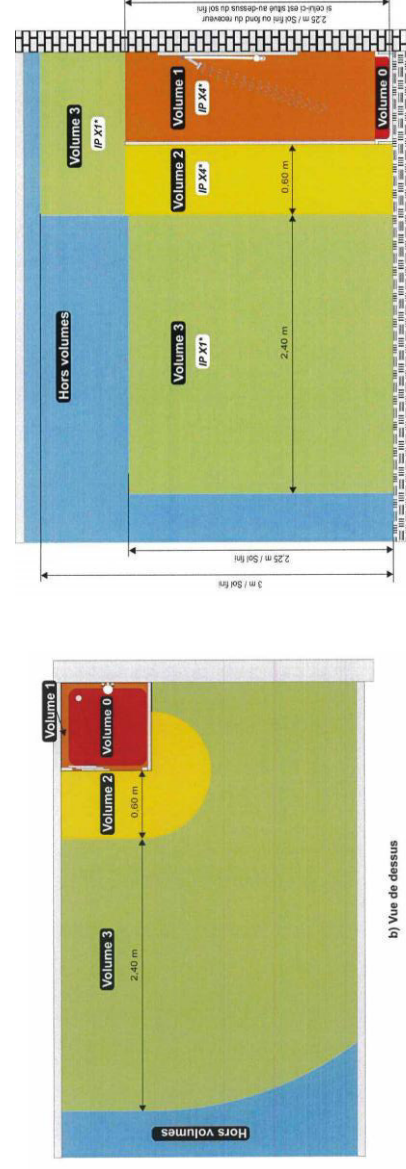 Volume 1
Volume 0
Volume 2
0,60 m
Volume 3
2,40 m
Hors volumes
b) Vue de dessus
Hors volumes
Volume 3
IP X1*
Volume 1
IP X4*
Volume 2
IP X4*
Volume 0
0,60 m
Volume 3
IP X1*
2,40 m
2,25 m / Sol fini
3 m / Sol fini
2,25 m / Sol fini ou fond du receveur
si celui-ci est situé au-dessus du sol fini